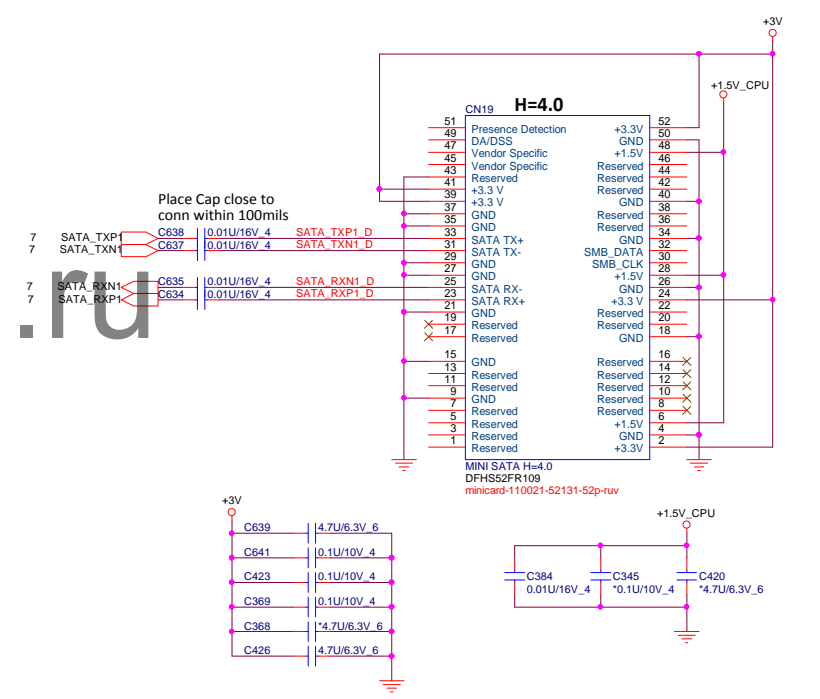 +3V
+1.5V_CPU
CN19 H=4.0
51 Presence Detection +3.3V 52
49 DA/DSS GND 50
47 Vendor Specific +1.5V 48
45 Vendor Specific Reserved 46
43 Reserved Reserved 44
41 +3.3 V Reserved 42
39 +3.3 V GND 40
37 GND Reserved 38
35 GND Reserved 36
Place Cap close to
conn within 100mils
7 SATA_TXP1 C638 0.01U/16V_4 SATA_TXP1_D 33 SATA TX+ GND 34
7 SATA_TXN1 C637 0.01U/16V_4 SATA_TXN1_D 31 SATA TX- SMB_DATA 32
29 GND SMB_CLK 30
27 GND +1.5V 28
7 SATA_RXN1 C635 0.01U/16V_4 SATA_RXN1_D 25 SATA RX- GND 26
7 SATA_RXP1 C634 0.01U/16V_4 SATA_RXP1_D 23 SATA RX+ +3.3 V 24
21 GND Reserved 22
19 Reserved Reserved 20
17 Reserved GND 18
.ru
15 GND Reserved 16
13 Reserved Reserved 14
11 Reserved Reserved 12
9 GND Reserved 10
7 Reserved Reserved 8
5 Reserved +1.5V 6
3 Reserved GND 4
1 Reserved +3.3V 2
MINI SATA H=4.0
DFHS52FR109
minicard-110021-52131-52p-ruv
+3V
C639 4.7U/6.3V_6
C641 0.1U/10V_4
C423 0.1U/10V_4
C369 0.1U/10V_4
C368 *4.7U/6.3V_6
C426 4.7U/6.3V_6
+1.5V_CPU
C384 C345 C420
0.01U/16V_4 *0.1U/10V_4 *4.7U/6.3V_6